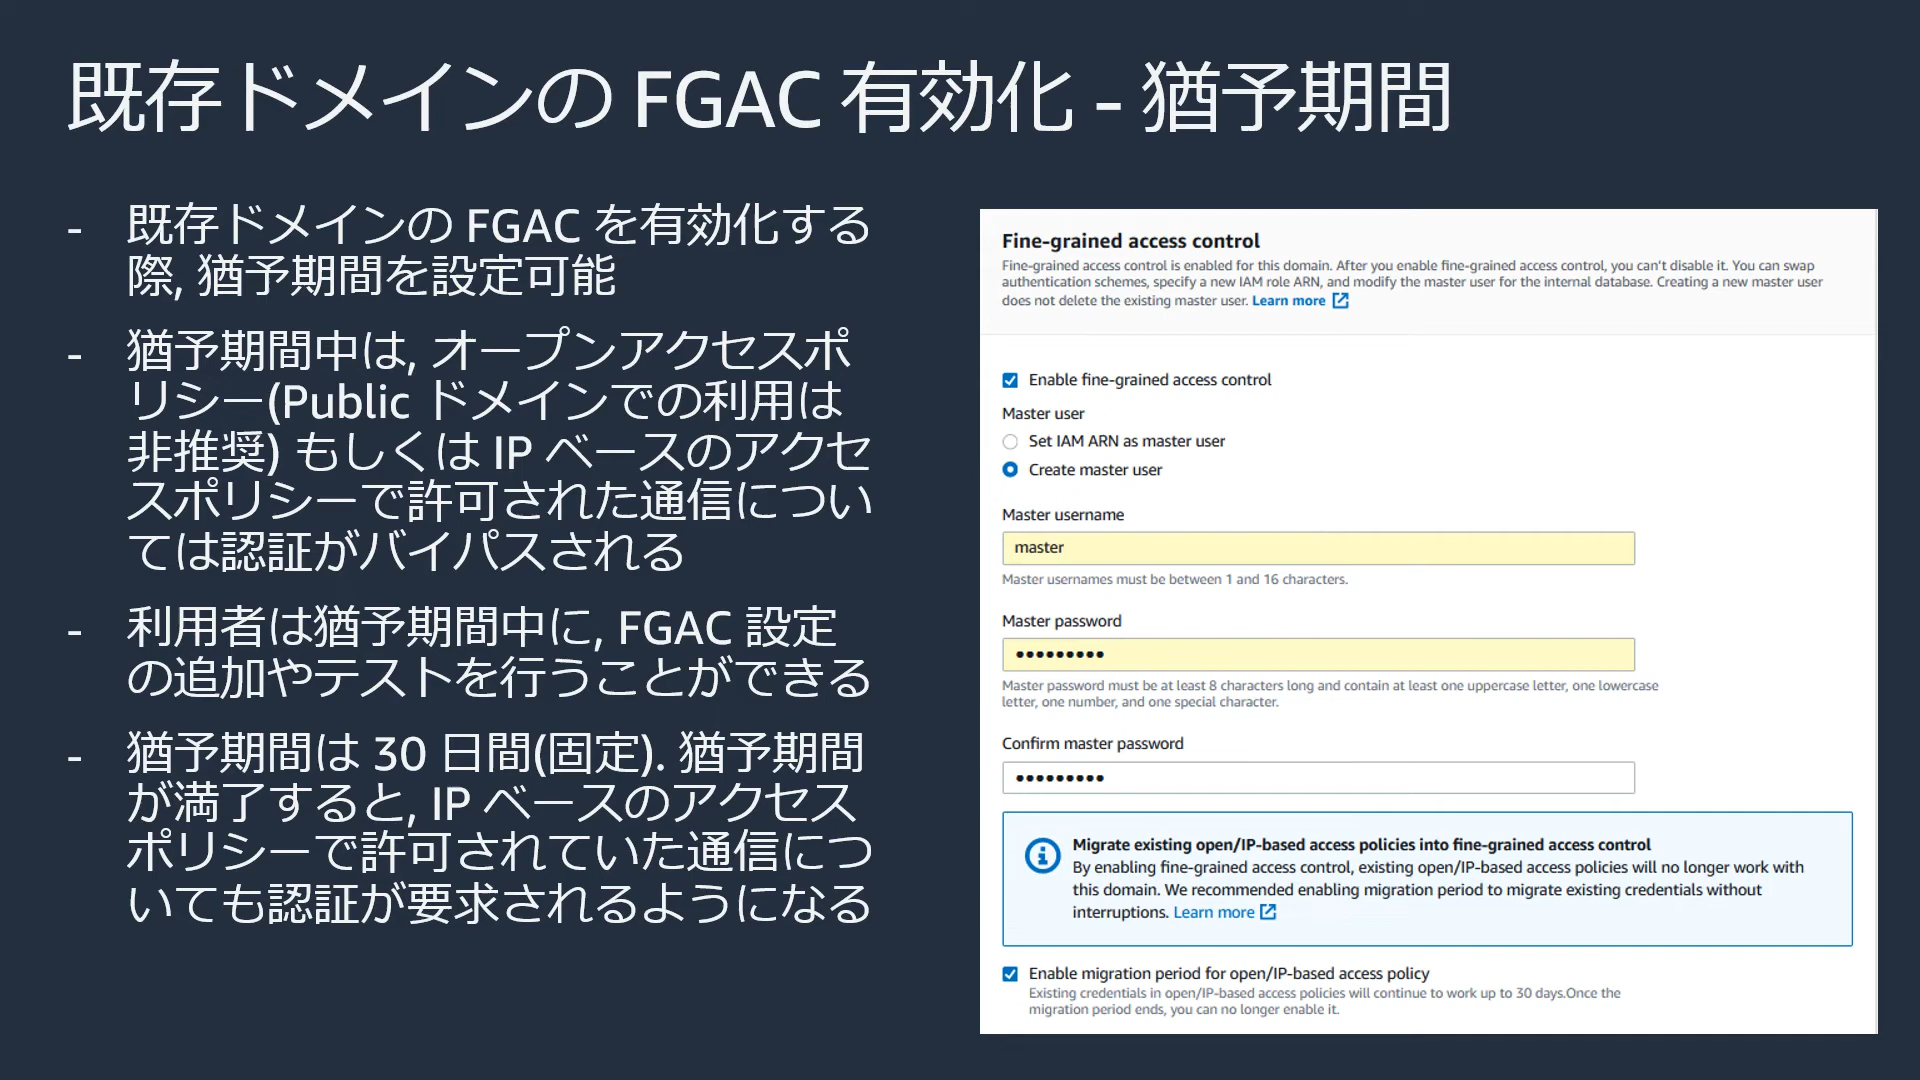 既存ドメインの FGAC 有効化 - 猶予期間
- 既存ドメインの FGAC を有効化する
際, 猶予期間を設定可能
- 猶予期間中は, オープンアクセスポ
リシー(Public ドメインでの利用は
非推奨) もしくは IP ベースのアクセ
スポリシーで許可された通信につい
ては認証がバイパスされる
- 利用者は猶予期間中に, FGAC 設定
の追加やテストを行うことができる
- 猶予期間は 30 日間(固定). 猶予期間
が満了すると, IP ベースのアクセス
ポリシーで許可されていた通信につ
いても認証が要求されるようになる
Fine-grained access control
Fine-grained access control is enabled for this domain. After you enable fine-grained access control, you can't disable it. You can swap
authentication schemes, specify a new IAM role ARN, and modify the master user for the internal database. Creating a new master user
does not delete the existing master user. Learn more
Enable fine-grained access control
Master user
Set IAM ARN as master user
Create master user
Master username
master
Master usernames must be between 1 and 16 characters.
Master password
•••••••••
Master password must be at least 8 characters long and contain at least one uppercase letter, one lowercase
letter, one number, and one special character.
Confirm master password
•••••••••
Migrate existing open/IP-based access policies into fine-grained access control
By enabling fine-grained access control, existing open/IP-based access policies will no longer work with
this domain. We recommended enabling migration period to migrate existing credentials without
interruptions. Learn more
Enable migration period for open/IP-based access policy
Existing credentials in open/IP-based access policies will continue to work up to 30 days.Once the
migration period ends, you can no longer enable it.